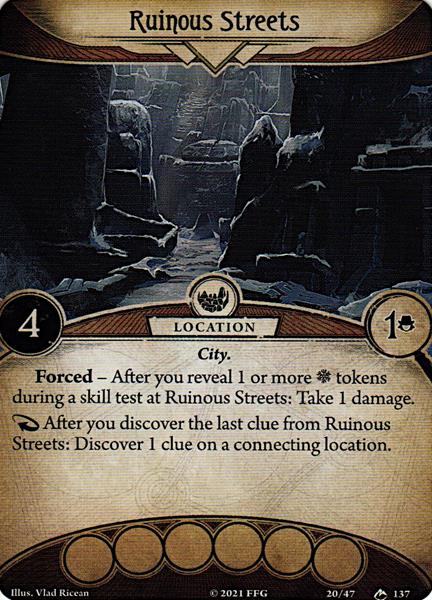 Ruinous Streets
4
LOCATION
1
City.
Forced – After you reveal 1 or more tokens
during a skill test at Ruinous Streets: Take 1 damage.
After you discover the last clue from Ruinous
Streets: Discover 1 clue on a connecting location.
Illus. Vlad Ricean © 2021 FFG 20/47 137